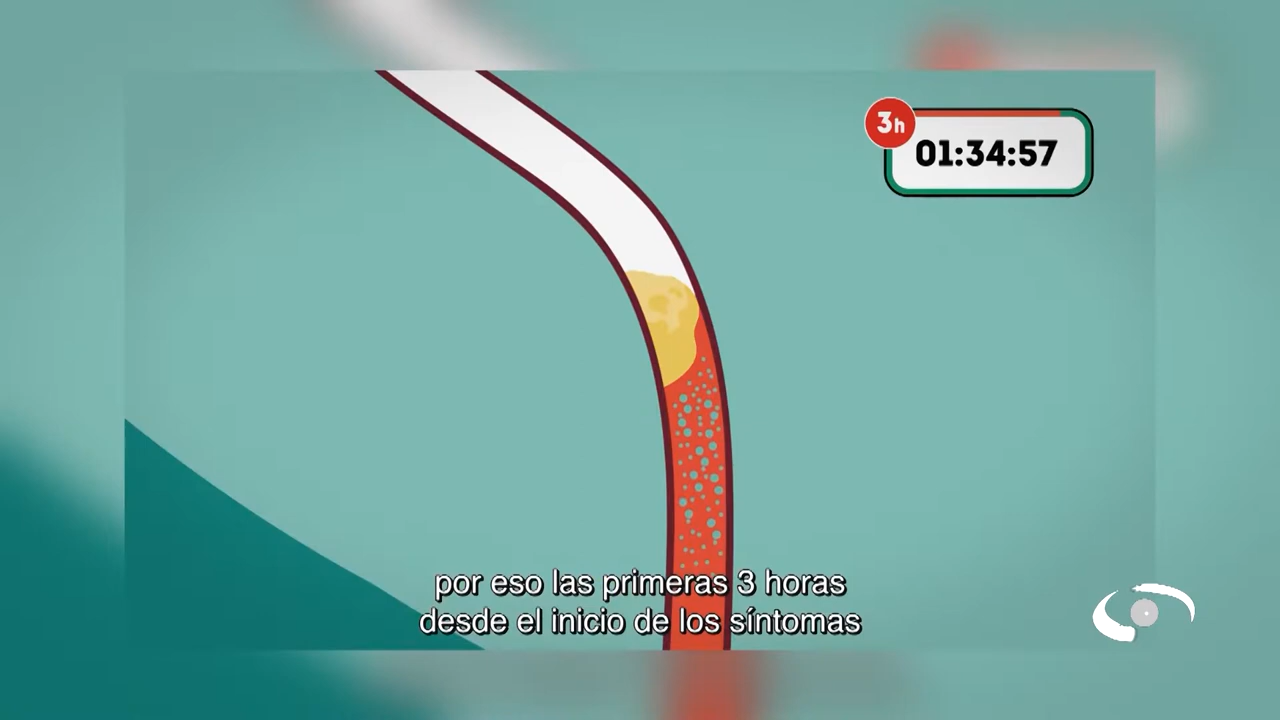 3h
01:34:57
por eso las primeras 3 horas
desde el inicio de los síntomas